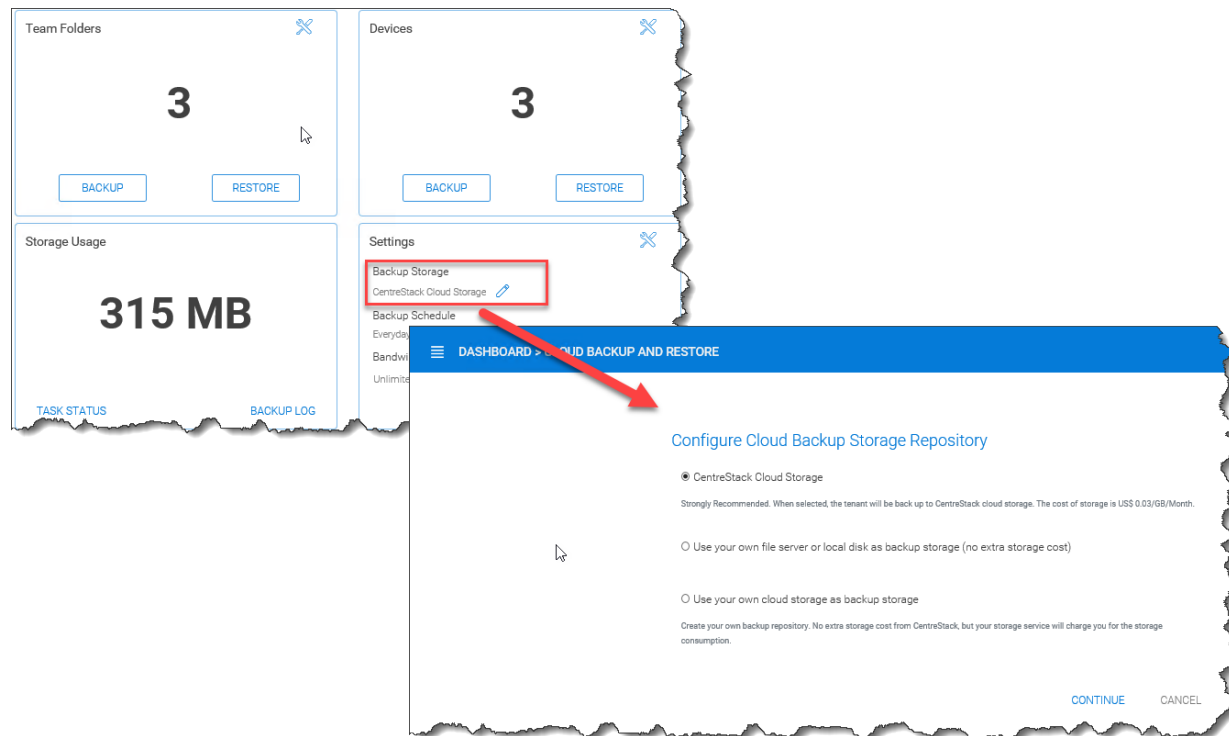 Team Folders
3
BACKUP
RESTORE
Devices
3
BACKUP
RESTORE
Storage Usage
315 MB
TASK STATUS
BACKUP LOG
Settings
Backup Storage
CentreStack Cloud Storage
Backup Schedule
Everyday
DASHBOARD > CLOUD BACKUP AND RESTORE
Configure Cloud Backup Storage Repository
CentreStack Cloud Storage
Strongly Recommended. When selected, the tenant will be back up to CentreStack cloud storage. The cost of storage is US$ 0.03/GB/Month.
Use your own file server or local disk as backup storage (no extra storage cost)
Use your own cloud storage as backup storage
Create your own backup repository. No extra storage cost from CentreStack, but your storage service will charge you for the storage
consumption.
CONTINUE
CANCEL